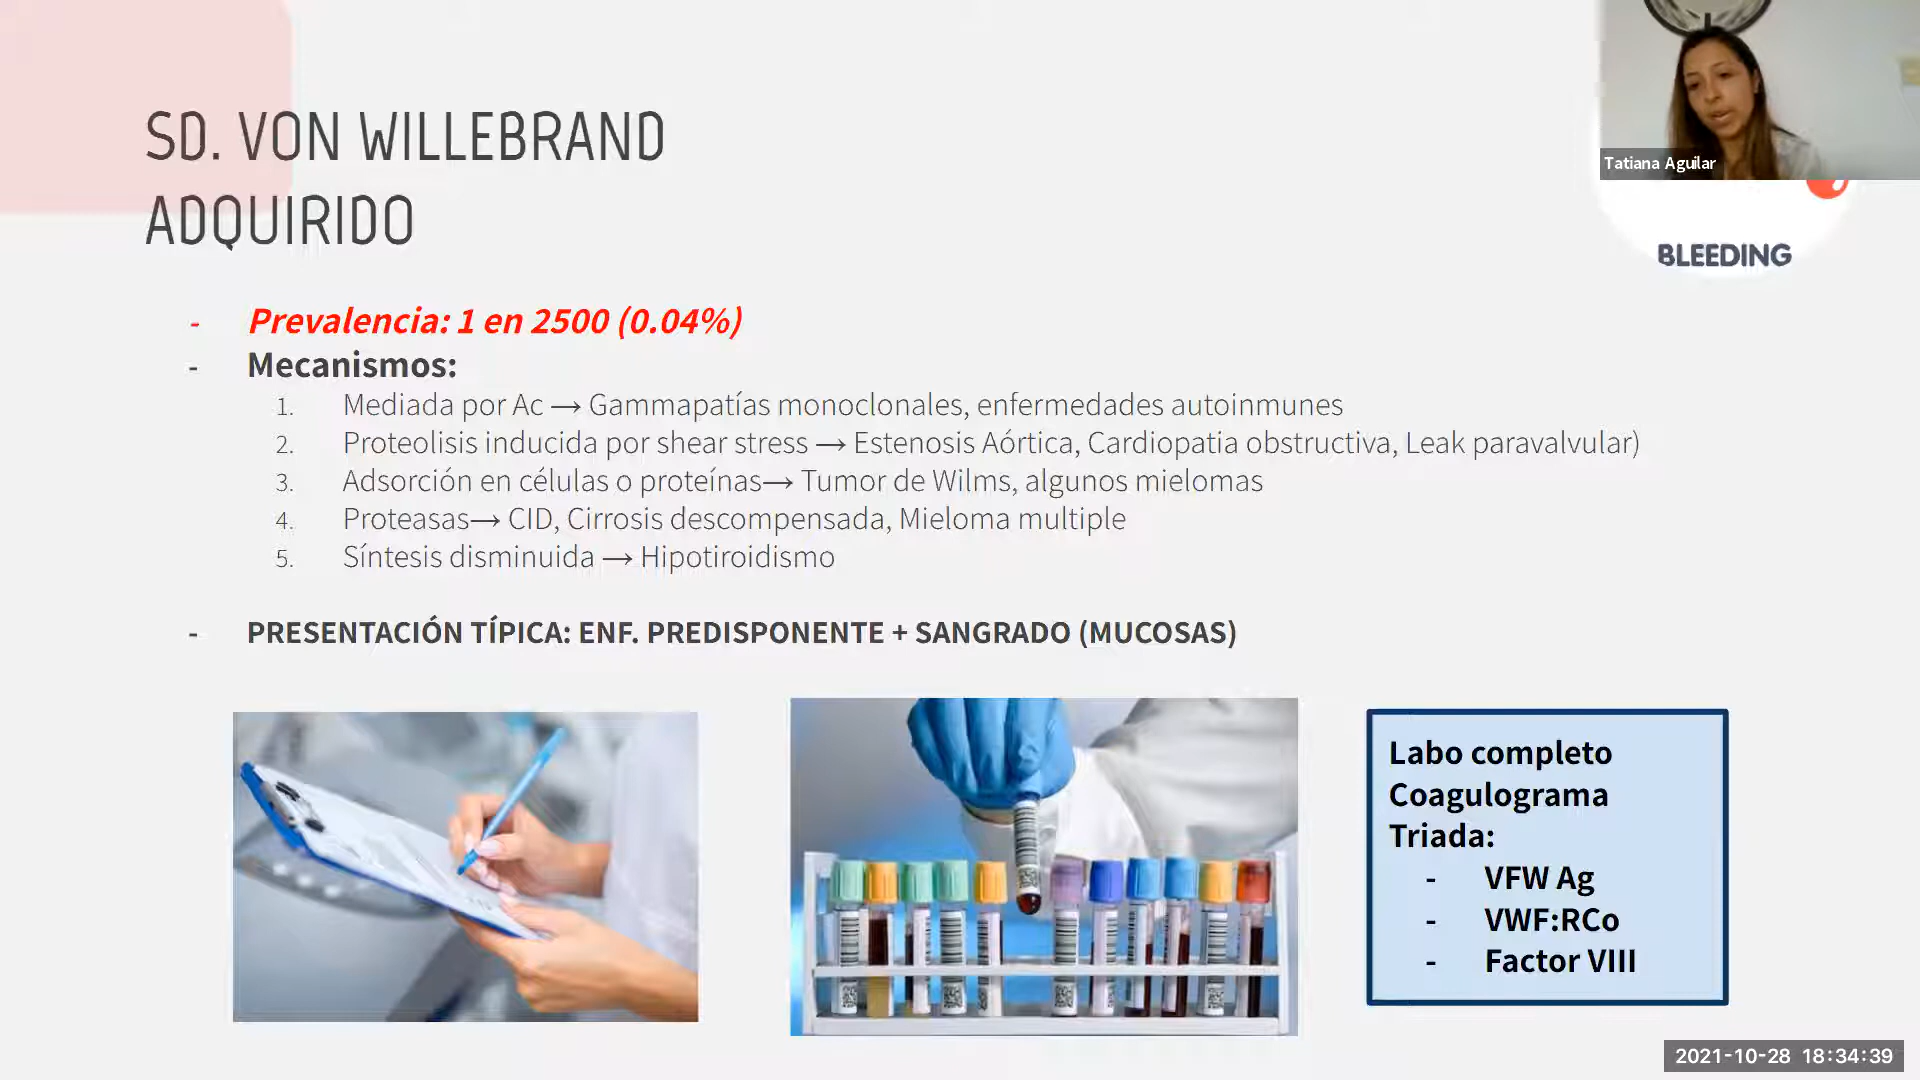 SD. VON WILLEBRAND
ADQUIRIDO
Tatiana Aguilar
BLEEDING
- Prevalencia: 1 en 2500 (0.04%)
- Mecanismos:
1. Mediada por Ac → Gammapatías monoclonales, enfermedades autoinmunes
2. Proteolisis inducida por shear stress → Estenosis Aórtica, Cardiopatia obstructiva, Leak paravalvular)
3. Adsorción en células o proteínas→ Tumor de Wilms, algunos mielomas
4. Proteasas→ CID, Cirrosis descompensada, Mieloma multiple
5. Síntesis disminuida → Hipotiroidismo
- PRESENTACIÓN TÍPICA: ENF. PREDISPONENTE + SANGRADO (MUCOSAS)
Labo completo
Coagulograma
Triada:
- VFW Ag
- VWF:RCo
- Factor VIII
2021-10-28 18:34:39